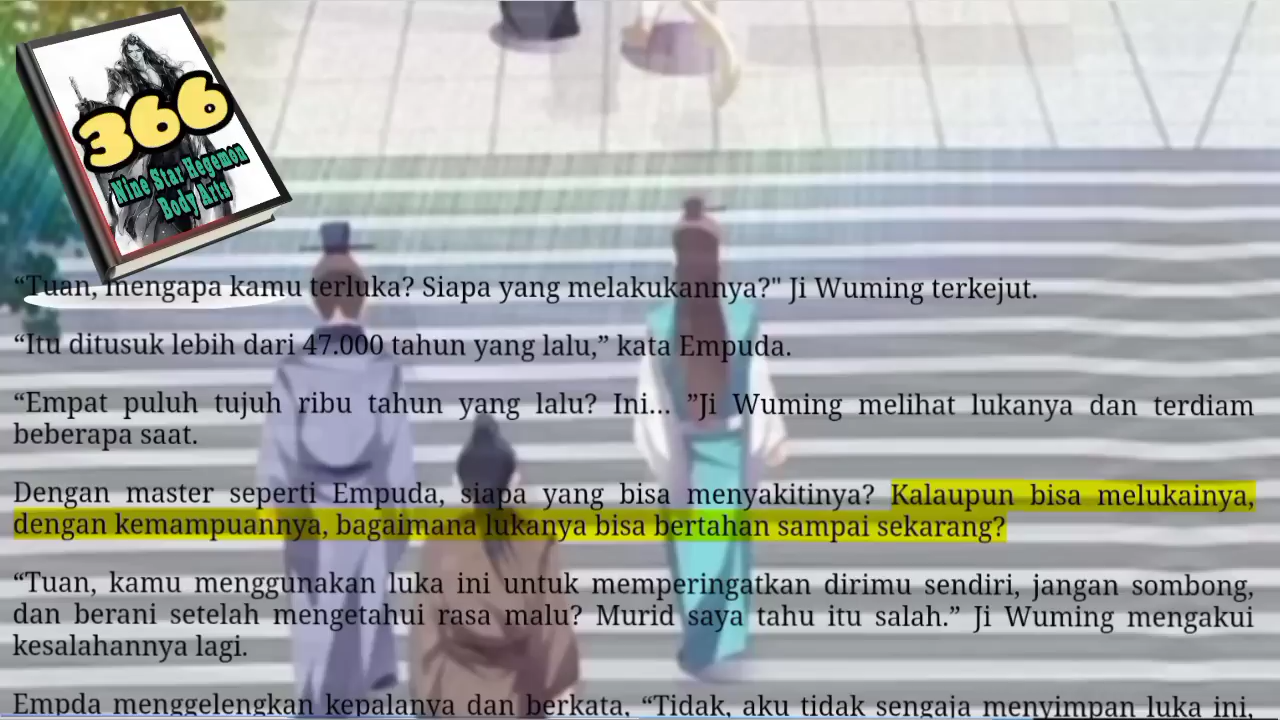 366
Nine Star Hegemon
Body Arts
“Tuan, mengapa kamu terluka? Siapa yang melakukannya?" Ji Wuming terkejut.
“Itu ditusuk lebih dari 47.000 tahun yang lalu,” kata Empuda.
“Empat puluh tujuh ribu tahun yang lalu? Ini... ”Ji Wuming melihat lukanya dan terdiam
beberapa saat.
Dengan master seperti Empuda, siapa yang bisa menyakitinya? Kalaupun bisa melukainya,
dengan kemampuannya, bagaimana lukanya bisa bertahan sampai sekarang?
“Tuan, kamu menggunakan luka ini untuk memperingatkan dirimu sendiri, jangan sombong,
dan berani setelah mengetahui rasa malu? Murid saya tahu itu salah.” Ji Wuming mengakui
kesalahannya lagi.
Empda menggelengkan kepalanya dan berkata, “Tidak, aku tidak sengaja menyimpan luka ini,